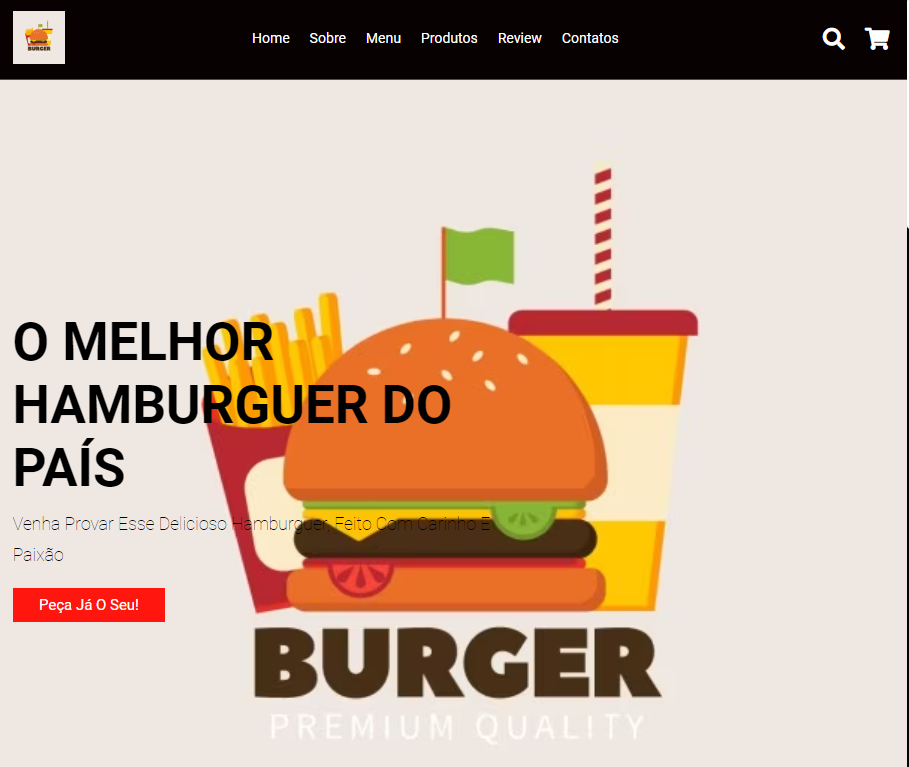 BURGER
Home Sobre Menu Produtos Review Contatos
O MELHOR
HAMBURGUER DO
PAÍS
Venha Provar Esse Delicioso Hamburguer, Feito Com Carinho E
Paixão
Peça Já O Seu!
BURGER
PREMIUM QUALITY